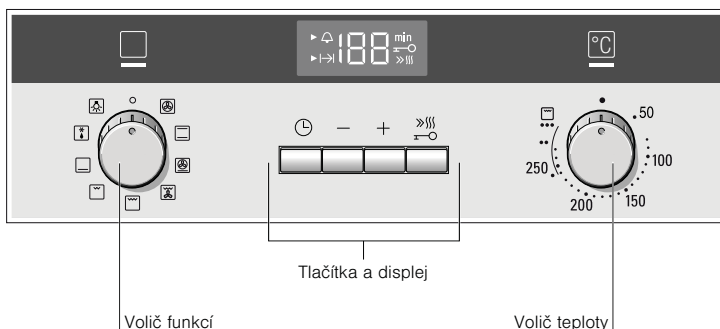 188 min
°C
50
100
150
200
250
Tlačítka a displej
Volič funkcí
Volič teploty